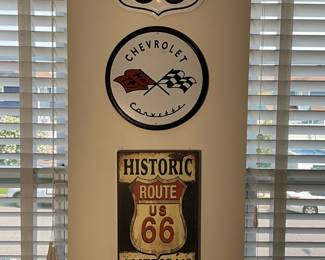 CHEVROLET
Corvette
HISTORIC
ROUTE
US
66